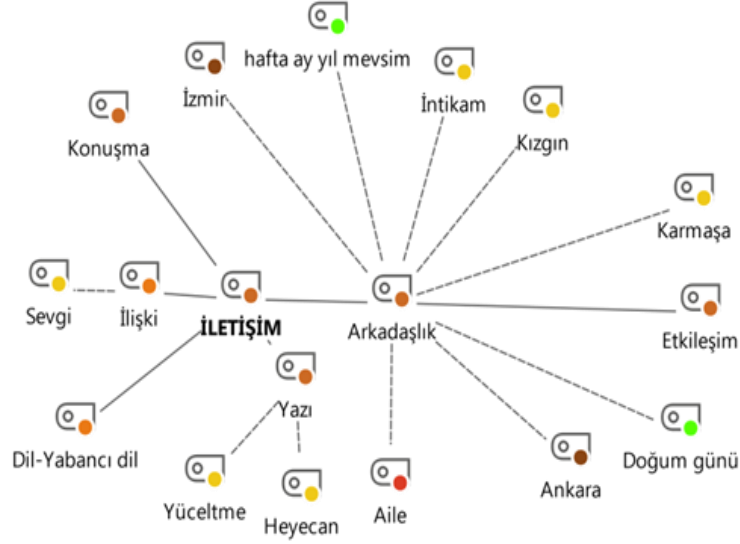 hafta ay yıl mevsim
İzmir
İntikam
Kızgın
Konuşma
Karmaşa
Sevgi
İlişki
İLETİŞİM
Arkadaşlık
Etkileşim
Yazı
Dil-Yabancı dil
Doğum günü
Ankara
Yüceltme
Heyecan
Aile